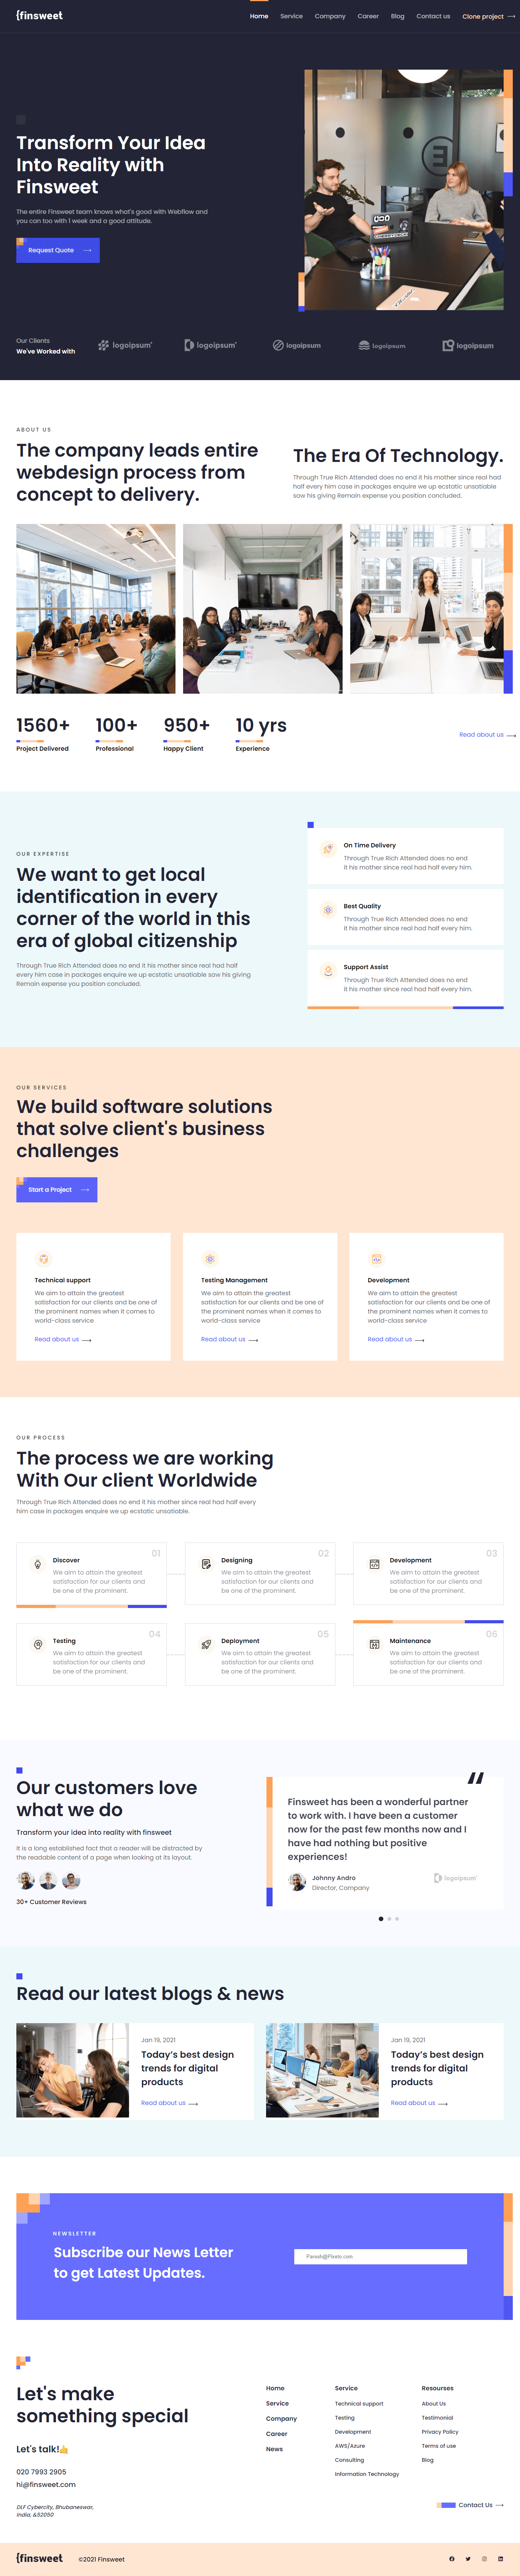 {finsweet
Home Service Company Career Blog Contact us Clone project
Transform Your Idea
Into Reality with
Finsweet
The entire Finsweet team knows what's good with Webflow and
you can too with 1 week and a good attitude.
Request Quote
Our Clients
We've Worked with
logoipsum logoipsum logoipsum logoipsum logoipsum
ABOUT US
The company leads entire
webdesign process from
concept to delivery.
The Era Of Technology.
Through True Rich Attended does no end it his mother since real had
half every him case in packages enquire we up ecstatic unsatiable
saw his giving Remain expense you position concluded.
1560+ 100+ 950+ 10 yrs
Project Delivered Professional Happy Client Experience
Read about us
OUR EXPERTISE
We want to get local
identification in every
corner of the world in this
era of global citizenship
Through True Rich Attended does no end it his mother since real had half
every him case in packages enquire we up ecstatic unsatiable saw his giving
Remain expense you position concluded.
On Time Delivery
Through True Rich Attended does no end
it his mother since real had half every him.
Best Quality
Through True Rich Attended does no end
it his mother since real had half every him.
Support Assist
Through True Rich Attended does no end
it his mother since real had half every him.
OUR SERVICES
We build software solutions
that solve client's business
challenges
Start a Project
Technical support
We aim to attain the greatest
satisfaction for our clients and be one of
the prominent names when it comes to
world-class service
Read about us
Testing Management
We aim to attain the greatest
satisfaction for our clients and be one of
the prominent names when it comes to
world-class service
Read about us
Development
We aim to attain the greatest
satisfaction for our clients and be one of
the prominent names when it comes to
world-class service
Read about us
OUR PROCESS
The process we are working
With Our client Worldwide
Through True Rich Attended does no end it his mother since real had half every
him case in packages enquire we up ecstatic unsatiable.
01
Discover
We aim to attain the greatest
satisfaction for our clients and
be one of the prominent.
02
Designing
We aim to attain the greatest
satisfaction for our clients and
be one of the prominent.
03
Development
We aim to attain the greatest
satisfaction for our clients and
be one of the prominent.
04
Testing
We aim to attain the greatest
satisfaction for our clients and
be one of the prominent.
05
Deployment
We aim to attain the greatest
satisfaction for our clients and
be one of the prominent.
06
Maintenance
We aim to attain the greatest
satisfaction for our clients and
be one of the prominent.
Our customers love
what we do
Transform your idea into reality with finsweet
It is a long established fact that a reader will be distracted by
the readable content of a page when looking at its layout.
30+ Customer Reviews
Finsweet has been a wonderful partner
to work with. I have been a customer
now for the past few months now and I
have had nothing but positive
experiences!
Johnny Andro
Director, Company
logoipsum
Read our latest blogs & news
Jan 19, 2021
Today's best design
trends for digital
products
Read about us
Jan 19, 2021
Today's best design
trends for digital
products
Read about us
NEWSLETTER
Subscribe our News Letter
to get Latest Updates.
Paresh@Pixeto.com
Let's make
something special
Let's talk!🤙
020 7993 2905
hi@finsweet.com
DLF Cybercity, Bhubaneswar,
India, &52050
Home
Service
Company
Career
News
Service
Technical support
Testing
Development
AWS/Azure
Consulting
Information Technology
Resourses
About Us
Testimonial
Privacy Policy
Terms of use
Blog
Contact Us
{finsweet
©2021 Finsweet